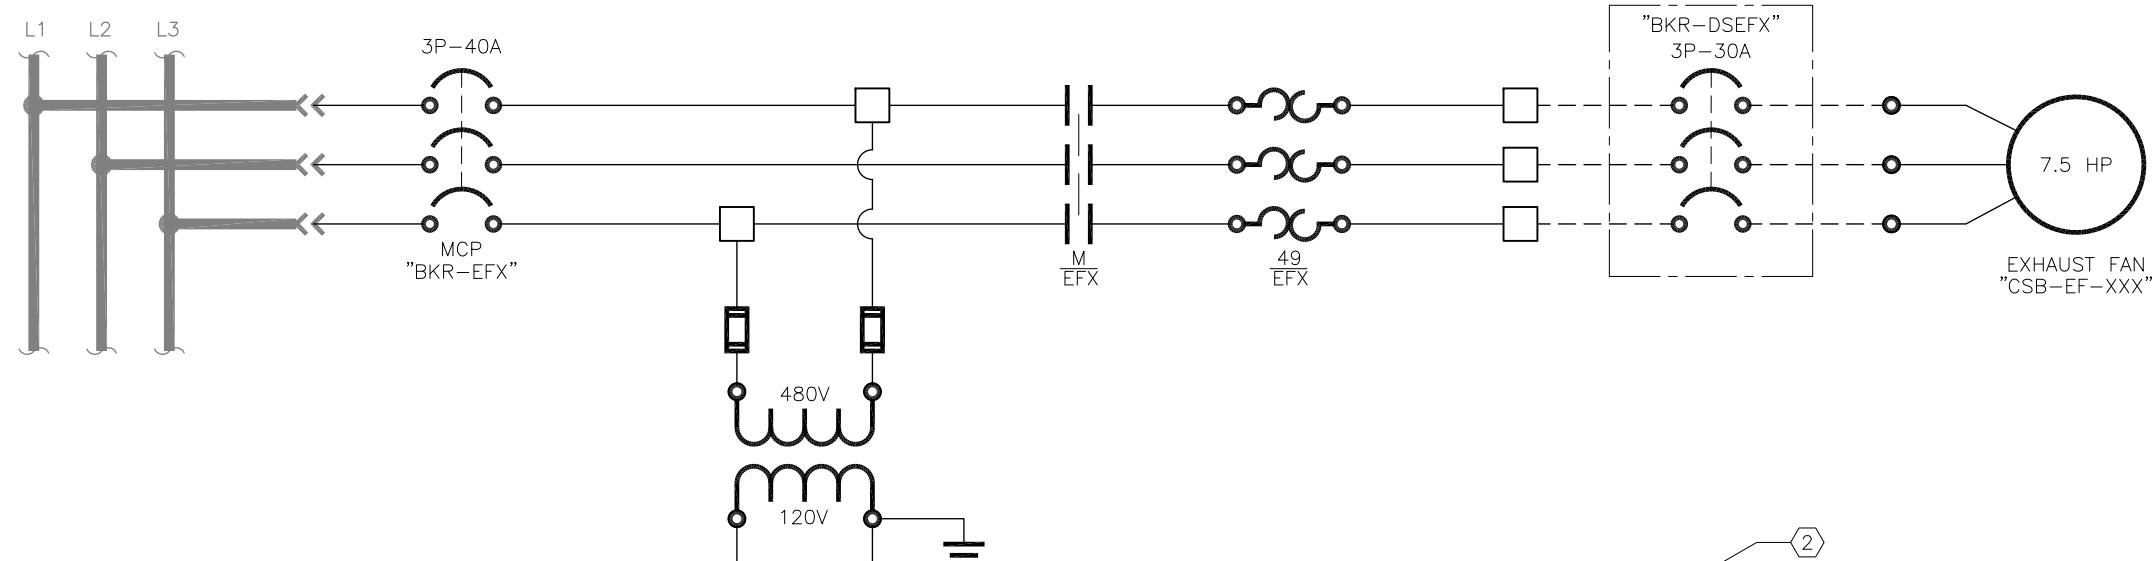 L1 L2 L3
3P-40A
MCP
"BKR-EFX"
480V
120V
M
EFX
49
EFX
"BKR-DSEFX"
3P-30A
7.5 HP
EXHAUST FAN
"CSB-EF-XXX"
2